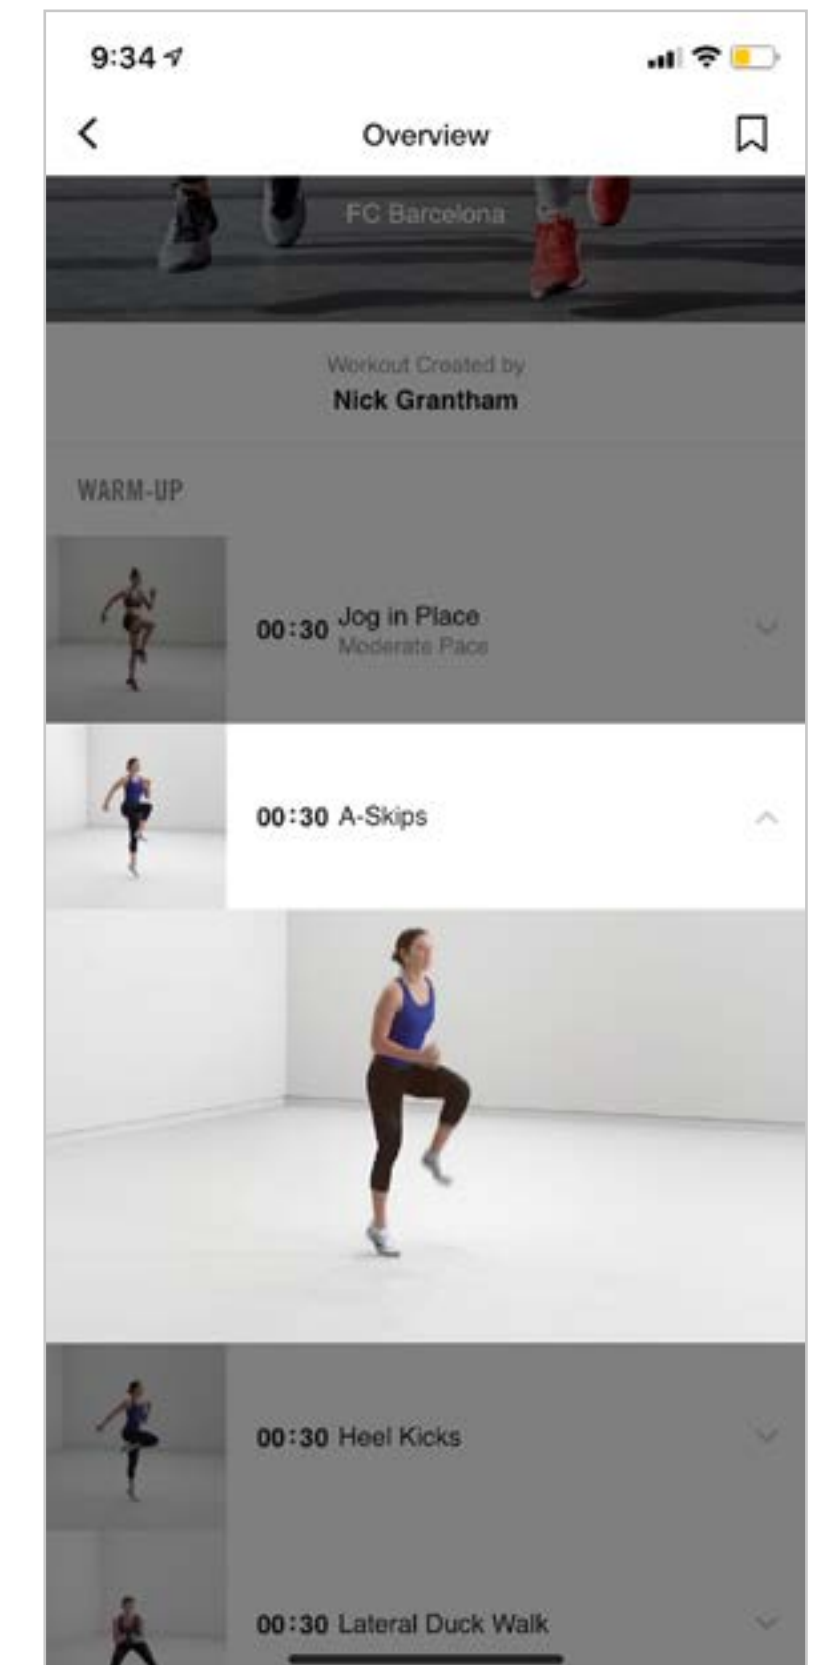 9:34
Overview
FC Barcelona
Workout Created by
Nick Grantham
WARM-UP
00:30 Jog in Place
Moderate Pace
00:30 A-Skips
00:30 Heel Kicks
00:30 Lateral Duck Walk